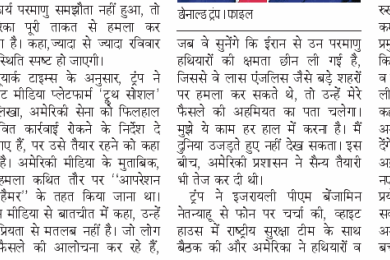 कार्य परमाणु समझौता नहीं हुआ, तो
पूरी ताकत से हमला कर
है। कहा,ज्यादा से ज्यादा रविवार
स्थिति स्पष्ट हो जाएगी।
टाइम्स के अनुसार, ट्रंप ने
मीडिया प्लेटफार्म 'ट्रूथ सोशल'
लिखा, अमेरिकी सेना को फिलहाल
कार्रवाई रोकने के निर्देश दे
हैं, पर उसे तैयार रहने को कहा
है। अमेरिकी मीडिया के मुताबिक,
हमला कथित तौर पर ''आपरेशन
के तहत किया जाना था।
मीडिया से बातचीत में कहा, उन्हें
से मतलब नहीं है। जो लोग
फैसले की आलोचना कर रहे हैं,
डोनाल्ड ट्रंप। फाइल
जब वे सुनेंगे कि ईरान से उन परमाणु
हथियारों की क्षमता छीन ली गई है,
जिससे वे लास एंजलिस जैसे बड़े शहरों
पर हमला कर सकते थे, तो उन्हें मेरे
फैसले की अहमियत का पता चलेगा।
मुझे ये काम हर हाल में करना है। मैं
दुनिया उजड़ते हुए नहीं देख सकता। इस
बीच, अमेरिकी प्रशासन ने सैन्य तैयारी
भी तेज कर दी थी।
ट्रंप ने इजरायली पीएम बेंजामिन
नेतन्याहू से फोन पर चर्चा की, व्हाइट
हाउस में राष्ट्रीय सुरक्षा टीम के साथ
बैठक की और अमेरिका ने हथियारों व